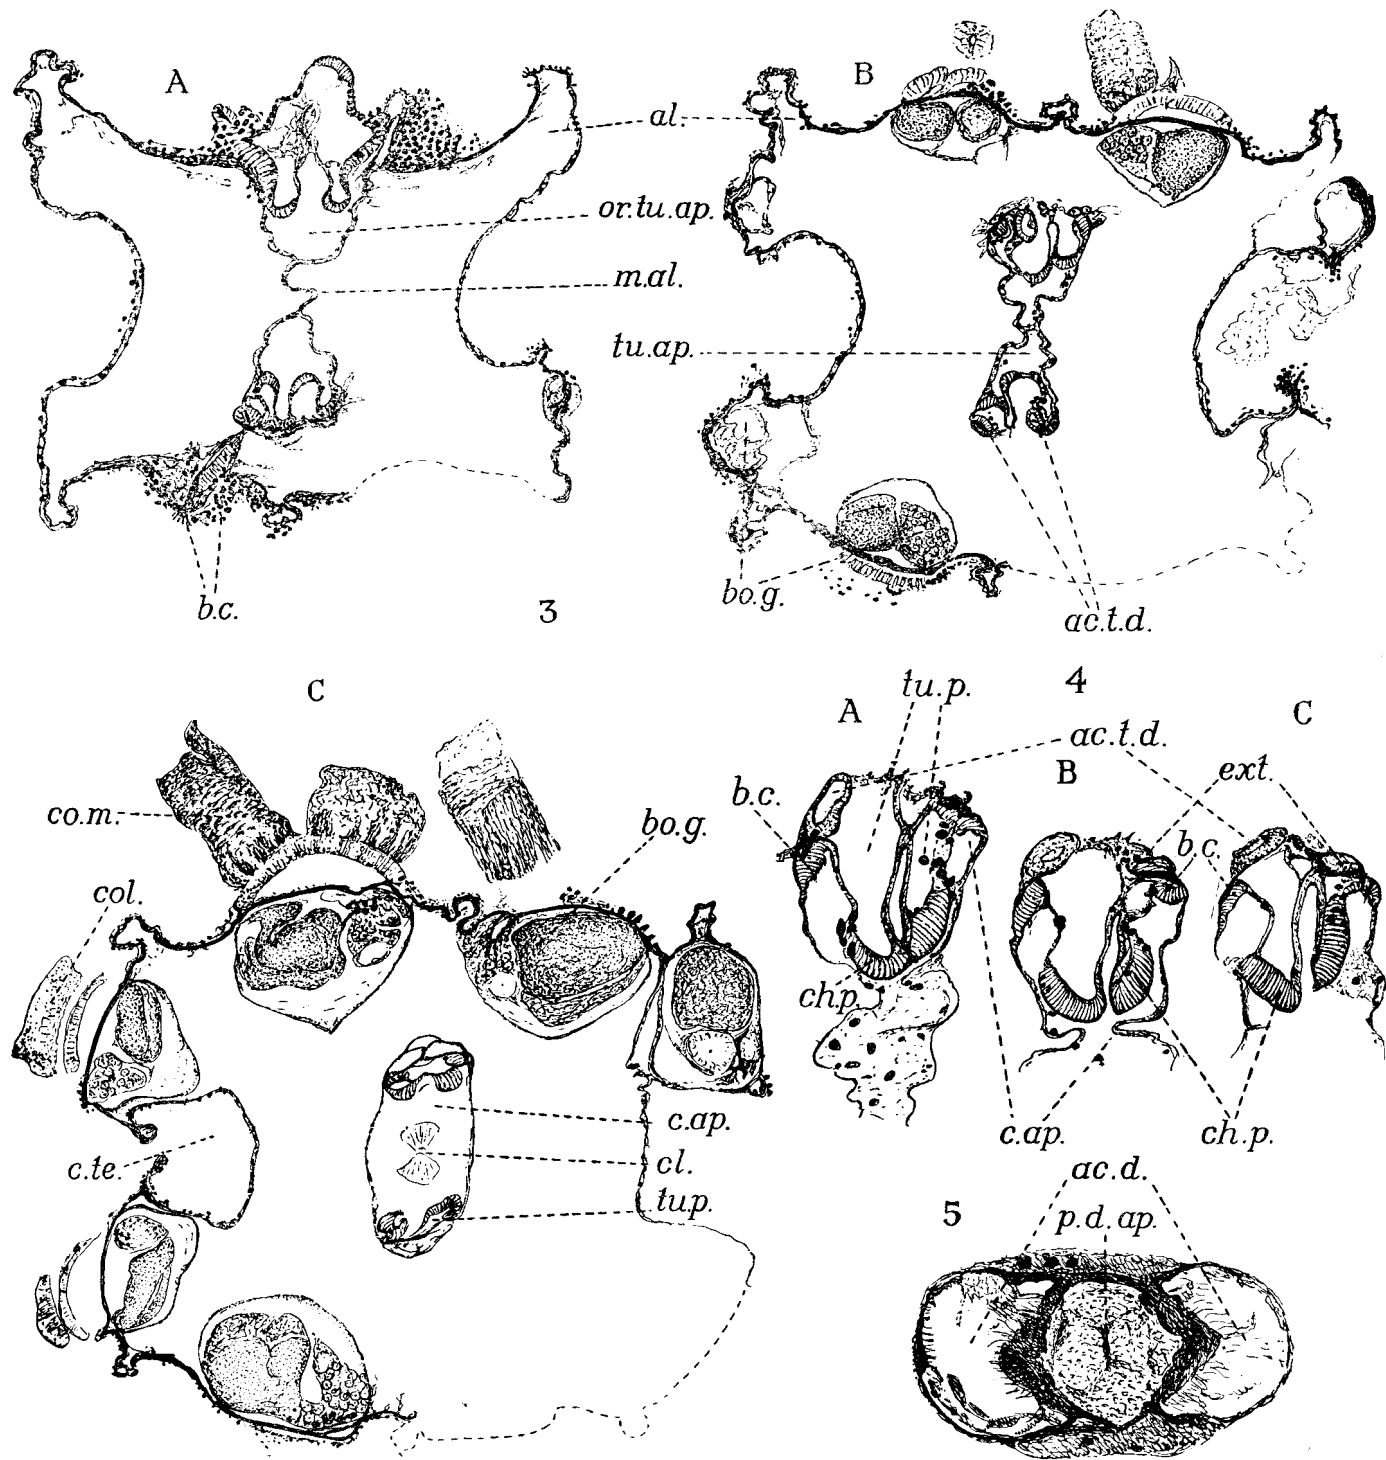 A
B
al.
or.tu.ap.
m.al.
tu.ap.
b.c.
3
bo.g.
ac.t.d.
C
co.m.
col.
bo.g.
c.te.
c.ap.
cl.
tu.p.
4
tu.p.
A
ac.t.d.
C
B
ext.
b.c.
b.c.
ch.p.
c.ap.
ch.p.
5
ac.d.
p.d.ap.